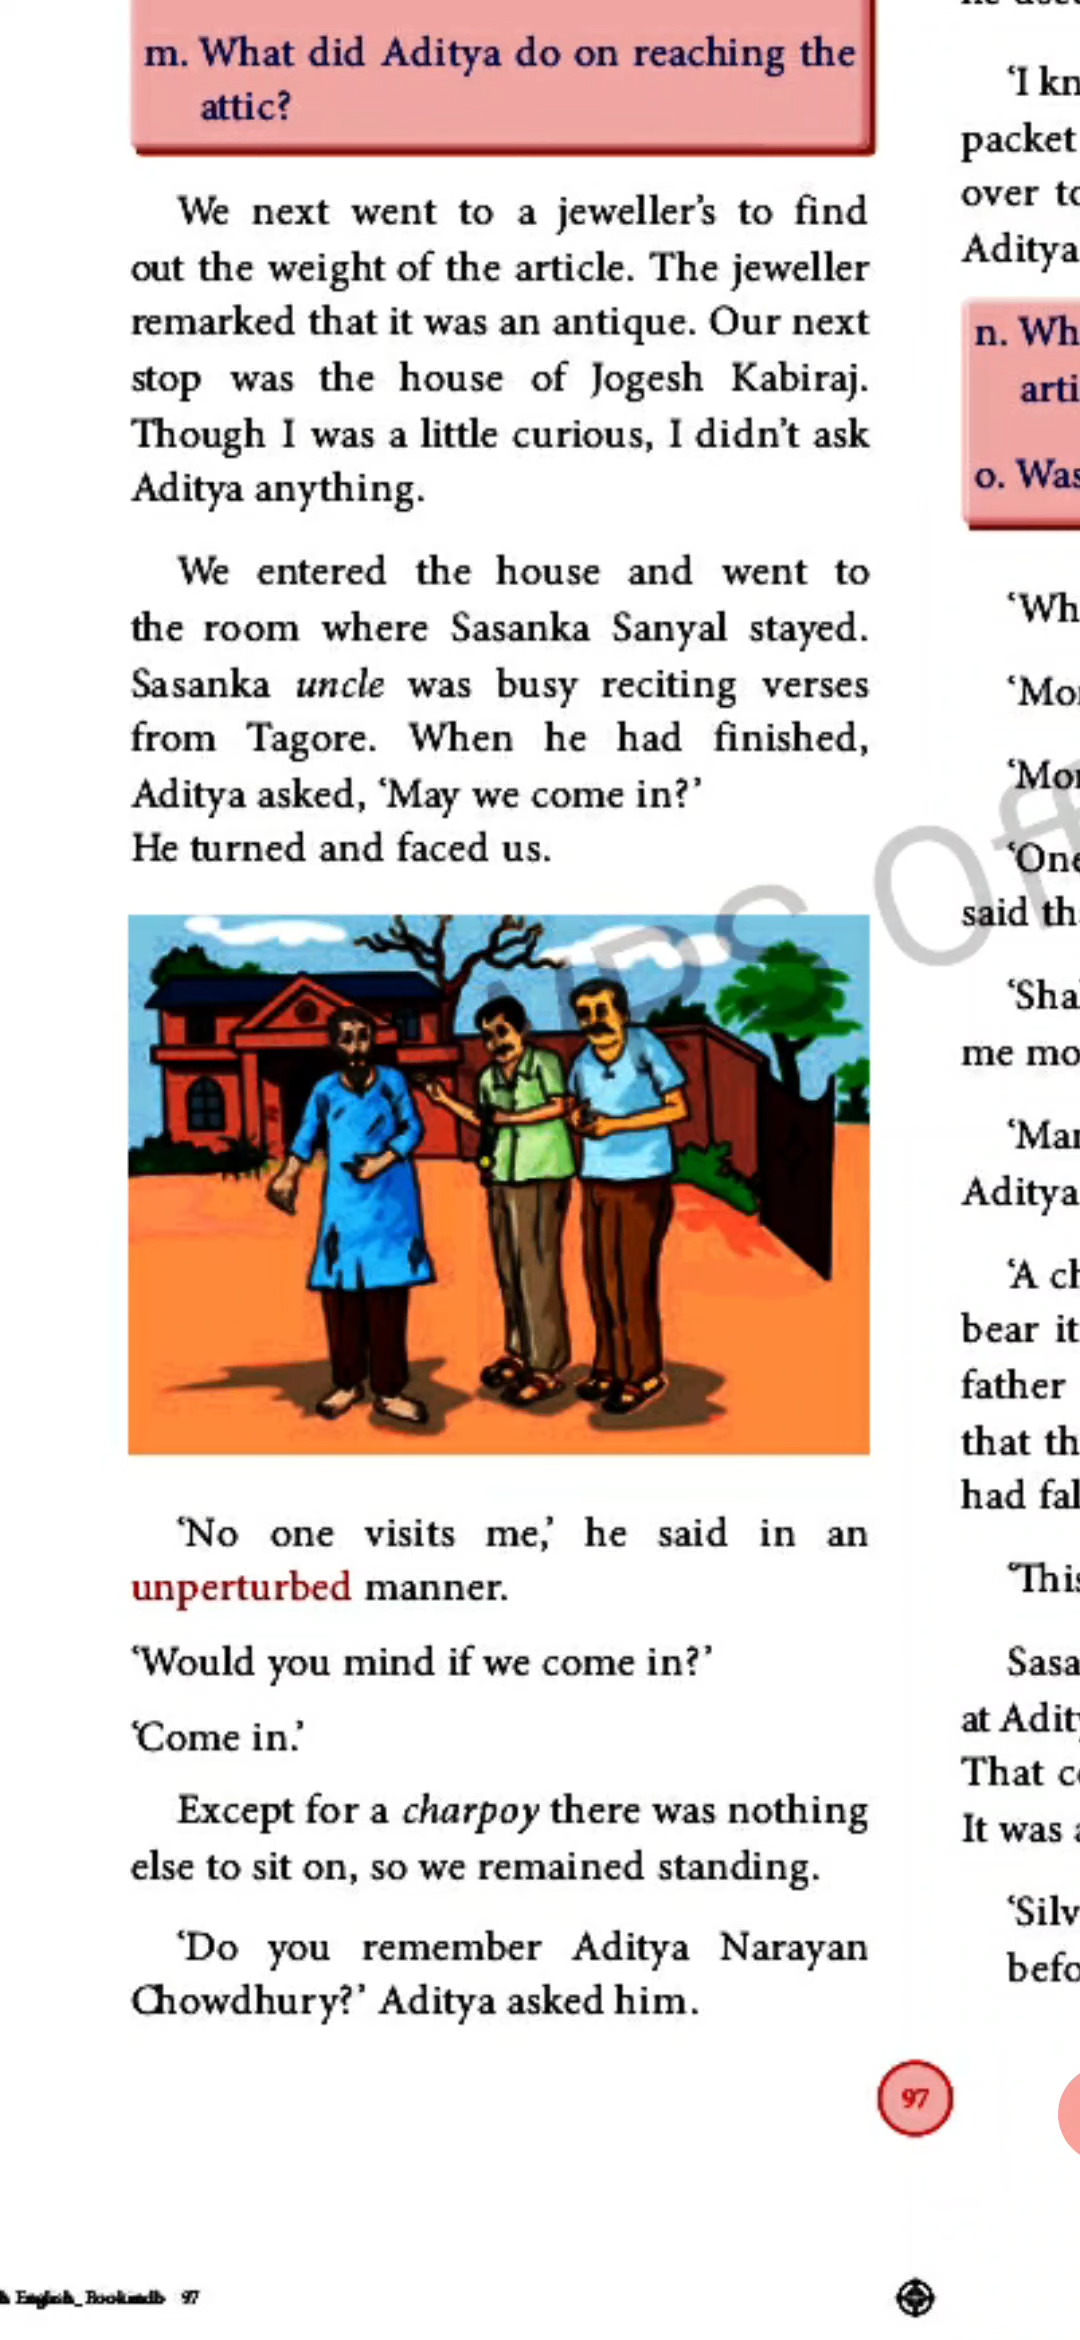 m. What did Aditya do on reaching the
attic?
We next went to a jeweller's to find
out the weight of the article. The jeweller
remarked that it was an antique. Our next
stop was the house of Jogesh Kabiraj.
Though I was a little curious, I didn't ask
Aditya anything.
We entered the house and went to
the room where Sasanka Sanyal stayed.
Sasanka uncle was busy reciting verses
from Tagore. When he had finished,
Aditya asked, ‘May we come in?’
He turned and faced us.
‘No one visits me,’ he said in an
unperturbed manner.
‘Would you mind if we come in?’
‘Come in.’
Except for a charpoy there was nothing
else to sit on, so we remained standing.
‘Do you remember Aditya Narayan
Chowdhury?’ Aditya asked him.
‘I kn
packet
over to
Aditya
n. Wh
arti
o. Was
‘Wh
‘Mo
‘Mo
‘One
said th
‘Sha
me mo
‘Mar
Aditya
‘A ch
bear it
father
that th
had fal
‘This
Sasa
at Adit
That c
It was a
‘Silv
befo
97
English_Book.indb 97